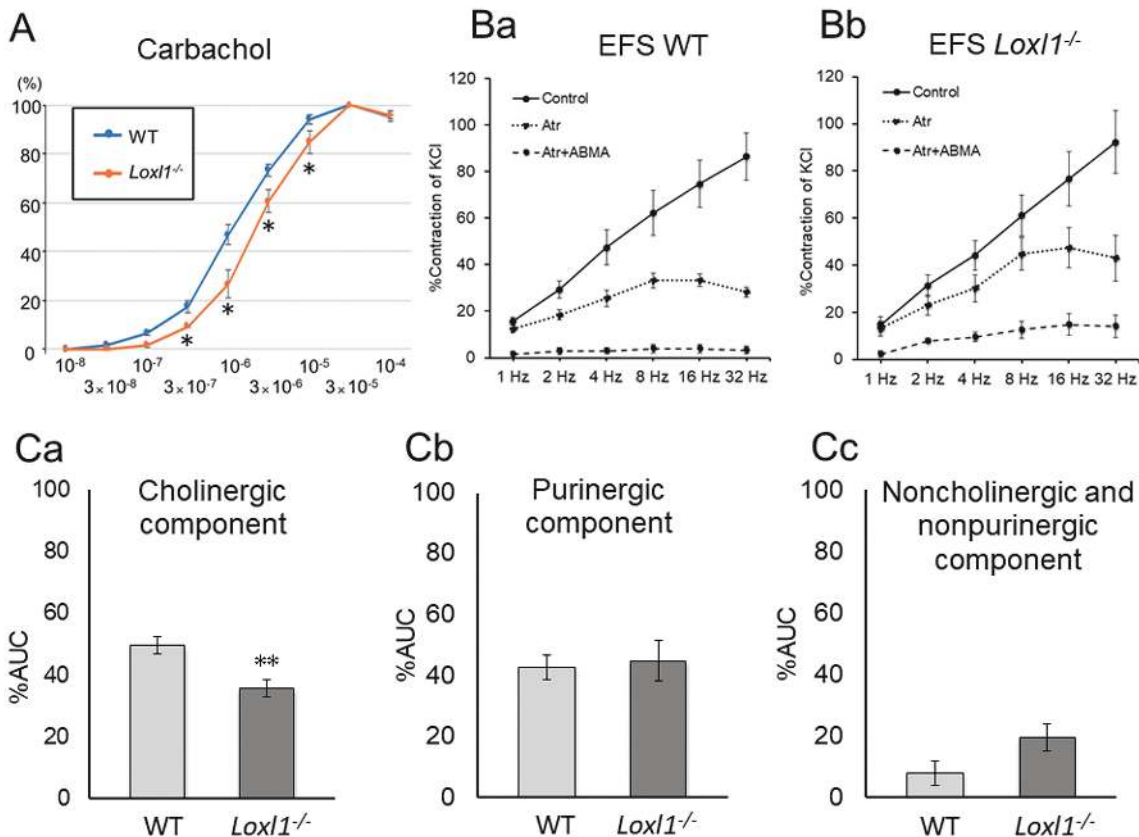 A
Carbachol
(%)
100
80
60
40
20
0
WT
Loxl1-/-
*
*
*
*
10-8
10-7
10-6
10-5
10-4
3×10-8
3×10-7
3×10-6
3×10-5
Ba
EFS WT
%Contraction of KCl
120
100
80
60
40
20
0
Control
Atr
Atr+ABMA
1 Hz 2 Hz 4 Hz 8 Hz 16 Hz 32 Hz
Bb
EFS Loxl1-/-
%Contraction of KCl
120
100
80
60
40
20
0
Control
Atr
Atr+ABMA
1 Hz 2 Hz 4 Hz 8 Hz 16 Hz 32 Hz
Ca
Cholinergic
component
%AUC
100
80
60
40
20
0
**
WT Loxl1-/-
Cb
Purinergic
component
%AUC
100
80
60
40
20
0
WT Loxl1-/-
Cc
Noncholinergic and
nonpurinergic
component
%AUC
100
80
60
40
20
0
WT Loxl1-/-